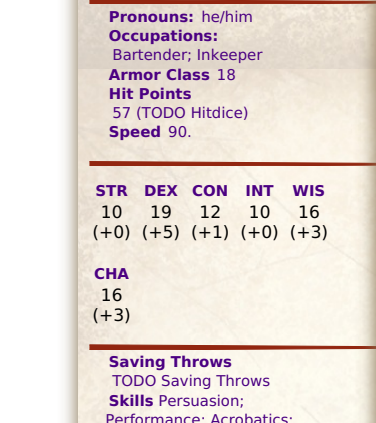 Pronouns: he/him
Occupations:
Bartender; Inkeeper
Armor Class 18
Hit Points
57 (TODO Hitdice)
Speed 90.
STR DEX CON INT WIS
10 19 12 10 16
(+0) (+5) (+1) (+0) (+3)
CHA
16
(+3)
Saving Throws
TODO Saving Throws
Skills Persuasion;
Performance; Acrobatics;